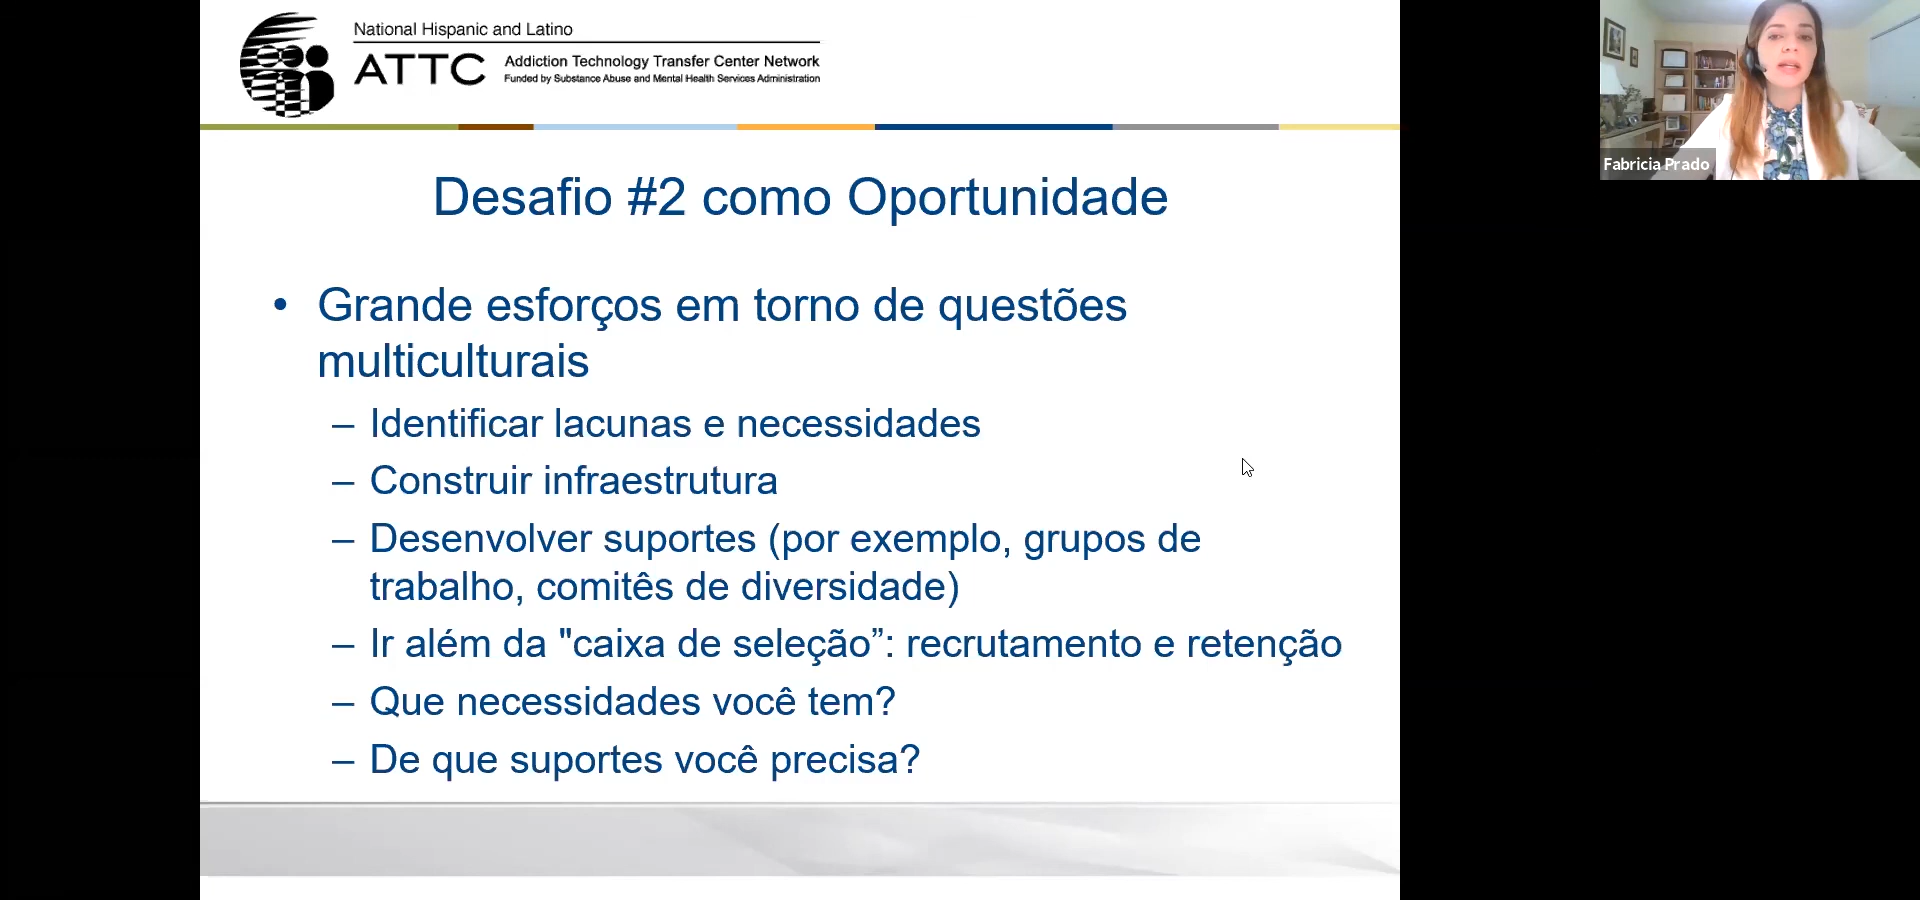 National Hispanic and Latino
ATTC
Addiction Technology Transfer Center Network
Funded by Substance Abuse and Mental Health Services Administration
Fabricia Prado
Desafio #2 como Oportunidade
• Grande esforços em torno de questões
multiculturais
– Identificar lacunas e necessidades
– Construir infraestrutura
– Desenvolver suportes (por exemplo, grupos de
trabalho, comitês de diversidade)
– Ir além da "caixa de seleção”: recrutamento e retenção
– Que necessidades você tem?
– De que suportes você precisa?